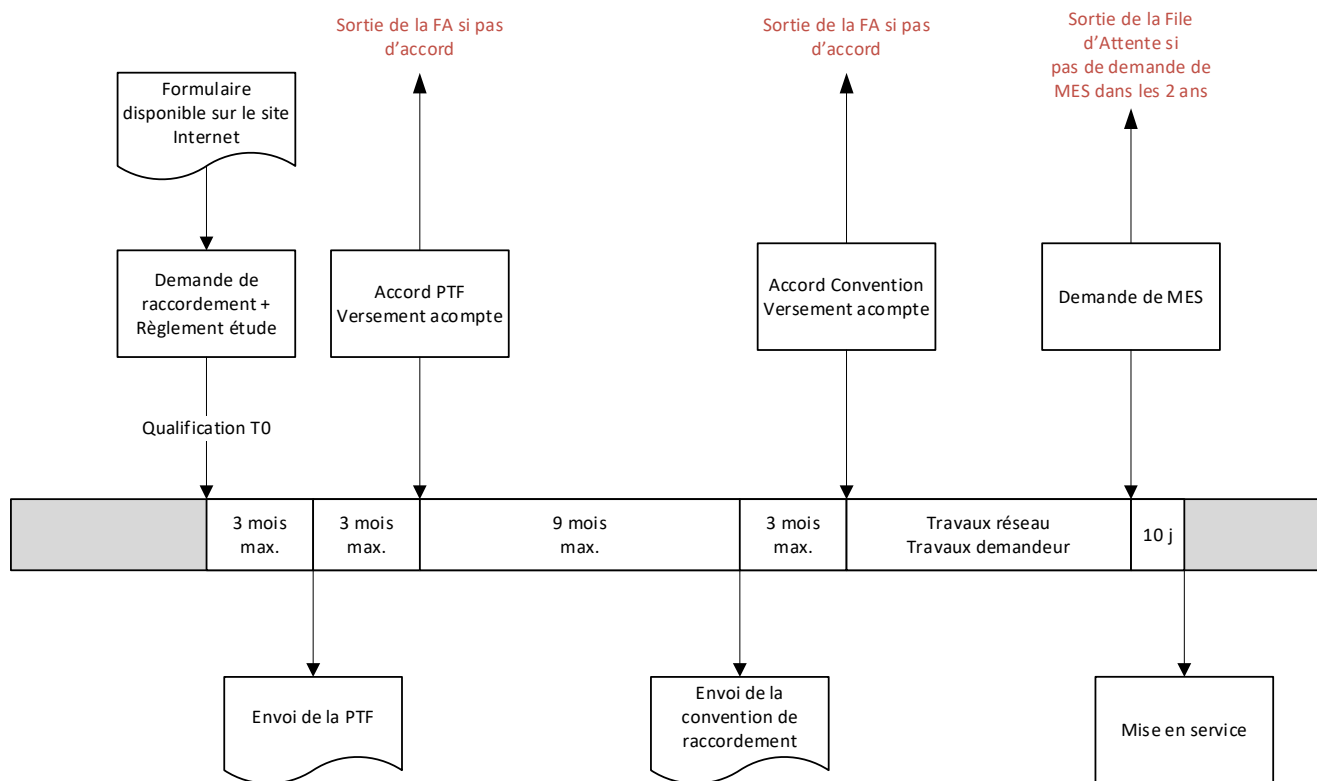 Sortie de la FA si pas
d'accord
Sortie de la FA si pas
d'accord
Sortie de la File
d'Attente si
pas de demande de
MES dans les 2 ans
Formulaire
disponible sur le site
Internet
Demande de
raccordement +
Règlement étude
Accord PTF
Versement acompte
Accord Convention
Versement acompte
Demande de MES
Qualification T0
3 mois
max.
3 mois
max.
9 mois
max.
3 mois
max.
Travaux réseau
Travaux demandeur
10 j
Envoi de la PTF
Envoi de la
convention de
raccordement
Mise en service